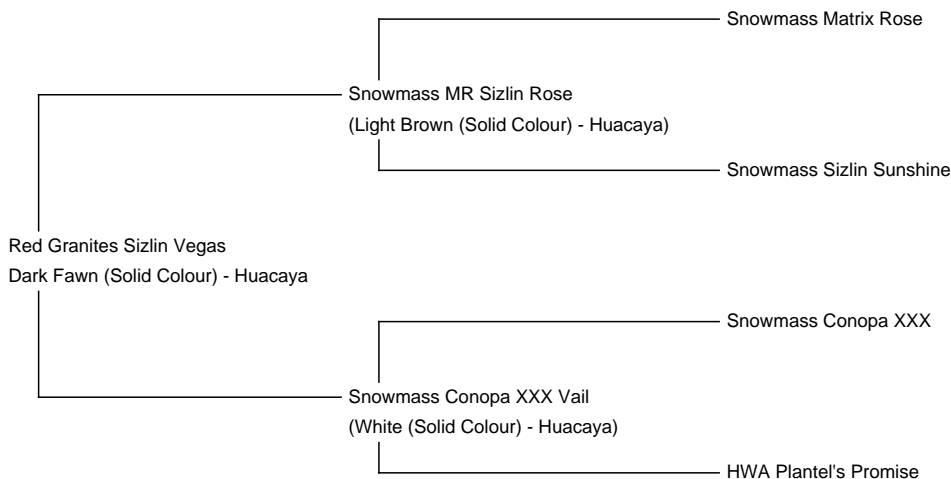 Snowmass Matrix Rose
Snowmass MR Sizlin Rose
(Light Brown (Solid Colour) - Huacaya)
Snowmass Sizlin Sunshine
Red Granites Sizlin Vegas
Dark Fawn (Solid Colour) - Huacaya
Snowmass Conopa XXX
Snowmass Conopa XXX Vail
(White (Solid Colour) - Huacaya)
HWA Plantel's Promise